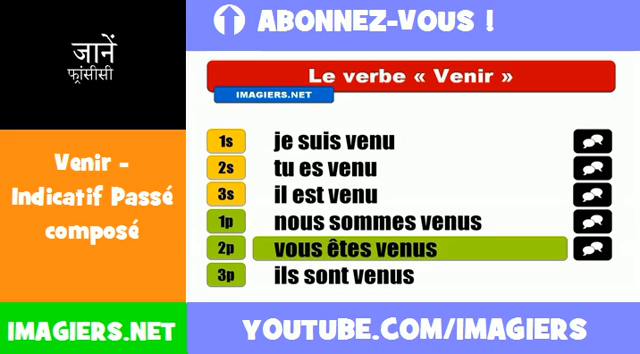 जानें
फ्रांसीसी
Venir -
Indicatif Passé
composé
IMAGIERS.NET
ABONNEZ-VOUS !
Le verbe « Venir »
IMAGIERS.NET
1s je suis venu
2s tu es venu
3s il est venu
1p nous sommes venus
2p vous êtes venus
3p ils sont venus
YOUTUBE.COM/IMAGIERS